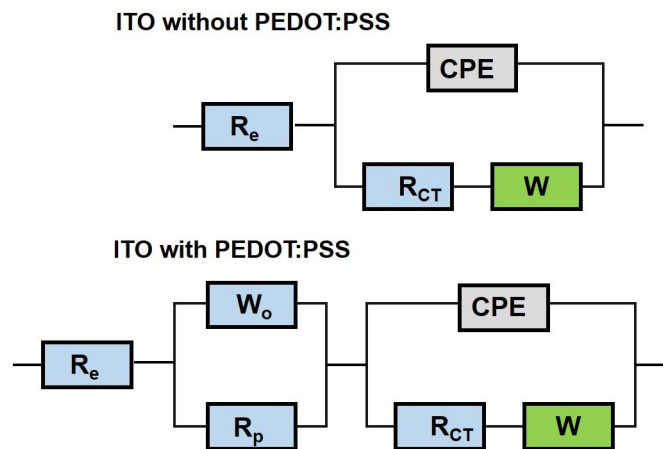 ITO without PEDOT:PSS
CPE
Re
RCT
W
ITO with PEDOT:PSS
Wo
CPE
Re
Rp
RCT
W